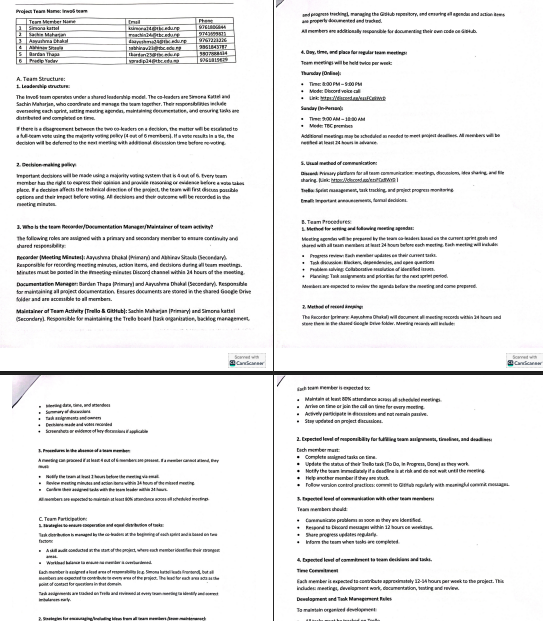 Project Team Name: Invo6 team
Team Member Name Email Phone
1 Simona kattel ksimona24@tbc.edu.np 9761806844
2 Sachin Maharjan msachin24@tbc.edu.np 9741699821
3 Aayushma Dhakal daayushma24@tbc.edu.np 9767223226
4 Abhinav Staula sabhinav23@tbc.edu.np 9861843787
5 Bardan Thapa tbardan23@tbc.edu.np 9807888434
6 Pradip Yadav ypradip24@tbc.edu.np 9761819629
A. Team Structure:
1. Leadership structure:
The Invo6 team operates under a shared leadership model. The co-leaders are Simona Kattel and
Sachin Maharjan, who coordinate and manage the team together. Their responsibilities include
overseeing each sprint, setting meeting agendas, maintaining documentation, and ensuring tasks are
distributed and completed on time.
If there is a disagreement between the two co-leaders on a decision, the matter will be escalated to
a full-team vote using the majority voting policy (4 out of 6 members). If a vote results in a tie, the
decision will be deferred to the next meeting with additional discussion time before re-voting.
2. Decision-making policy:
Important decisions will be made using a majority voting system that is 4 out of 6. Every team
member has the right to express their opinion and provide reasoning or evidence before a vote takes
place. If a decision affects the technical direction of the project, the team will first discuss possible
options and their impact before voting. All decisions and their outcome will be recorded in the
meeting minutes.
3. Who is the team Recorder/Documentation Manager/Maintainer of team activity?
The following roles are assigned to a primary and secondary member to ensure continuity and
shared responsibility:
Recorder (Meeting Minutes): Aayushma Dhakal (Primary) and Abhinav Staula (Secondary).
Responsible for recording meeting minutes, action items, and decisions during all team meetings.
Minutes must be posted in the #meeting-minutes Discord channel within 24 hours of the meeting.
Documentation Manager: Bardan Thapa (Primary) and Aayushma Dhakal (Secondary). Responsible
for maintaining all project documentation. Ensures documents are stored in the shared Google Drive
folder and are accessible to all members.
Maintainer of Team Activity (Trello & GitHub): Sachin Maharjan (Primary) and Simona kattel
(Secondary). Responsible for maintaining the Trello board (task organization, backlog management,
Scanned with
CamScanner
and progress tracking), managing the GitHub repository, and ensuring all deadlines and action items
are properly documented and tracked.
All members are additionally responsible for documenting their own code on GitHub.
4. Day, time, and place for regular team meetings:
Team meetings will be held twice per week:
Thursday (Online):
• Time: 8:00 PM – 9:00 PM
• Mode: Discord voice call
Sunday (In-Person):
• Time: 9:00 AM – 10:00 AM
• Mode: TBC premises
Additional meetings may be scheduled as needed to meet project deadlines. All members will be
notified at least 24 hours in advance.
5. Usual method of communication:
Discord: Primary platform for all team communication: meetings, discussions, idea sharing, and file
Trello: Sprint management, task tracking, and project progress monitoring.
Email: Important announcements, formal decisions.
B. Team Procedures:
1. Method for setting and following meeting agendas:
Meeting agendas will be prepared by the team co-leaders based on the current sprint goals and
shared with all team members at least 24 hours before each meeting. Each meeting will include:
• Progress review: Each member updates on their current tasks.
• Task discussion: Blockers, dependencies, and open questions
• Problem solving: Collaborative resolution of identified issues.
• Planning: Task assignments and priorities for the next sprint period.
Members are expected to review the agenda before the meeting and come prepared.
2. Method of record keeping:
The Recorder (primary: Aayushma Dhakal) will document all meeting records within 24 hours and
store them in the shared Google Drive folder. Meeting records will include:
Scanned with
CamScanner
• Meeting date, time, and attendees
• Summary of discussions
• Task assignments and owners
• Decisions made and votes recorded
• Screenshots or evidence of key discussions if applicable
3. Procedures in the absence of a team member:
A meeting can proceed if at least 4 out of 6 members are present. If a member cannot attend, they
must:
• Notify the team at least 2 hours before the meeting via email.
• Review meeting minutes and action items within 24 hours of the missed meeting.
• Confirm their assigned tasks with the team leader within 24 hours.
All members are expected to maintain at least 80% attendance across all scheduled meetings
C. Team Participation:
1. Strategies to ensure cooperation and equal distribution of tasks:
Task distribution is managed by the co-leaders at the beginning of each sprint and is based on two
factors:
• A skill audit conducted at the start of the project, where each member identifies their strongest
areas.
• Workload balance to ensure no member is overburdened.
Each member is assigned a lead area of responsibility (e.g. Simona kattel leads Frontend), but all
members are expected to contribute to every area of the project. The lead for each area acts as the
point of contact for questions in that domain.
Task assignments are tracked on Trello and reviewed at every team meeting to identify and correct
imbalances early.
2. Strategies for encouraging/including ideas from all team members (team maintenance):
Each team member is expected to:
• Maintain at least 80% attendance across all scheduled meetings.
• Arrive on time or join the call on time for every meeting.
• Actively participate in discussions and not remain passive.
• Stay updated on project discussions.
2. Expected level of responsibility for fulfilling team assignments, timelines, and deadlines:
Each member must:
• Complete assigned tasks on time.
• Update the status of their Trello task (To Do, In Progress, Done) as they work.
• Notify the team immediately if a deadline is at risk and do not wait until the meeting.
• Help another member if they are stuck.
• Follow version control practices: commit to GitHub regularly with meaningful commit messages.
3. Expected level of communication with other team members:
Team members should:
• Communicate problems as soon as they are identified.
• Respond to Discord messages within 12 hours on weekdays.
• Share progress updates regularly.
• Inform the team when tasks are completed.
4. Expected level of commitment to team decisions and tasks.
Time Commitment
Each member is expected to contribute approximately 12-14 hours per week to the project. This
includes: meetings, development work, documentation, testing and review.
Development and Task Management Rules
To maintain organized development: